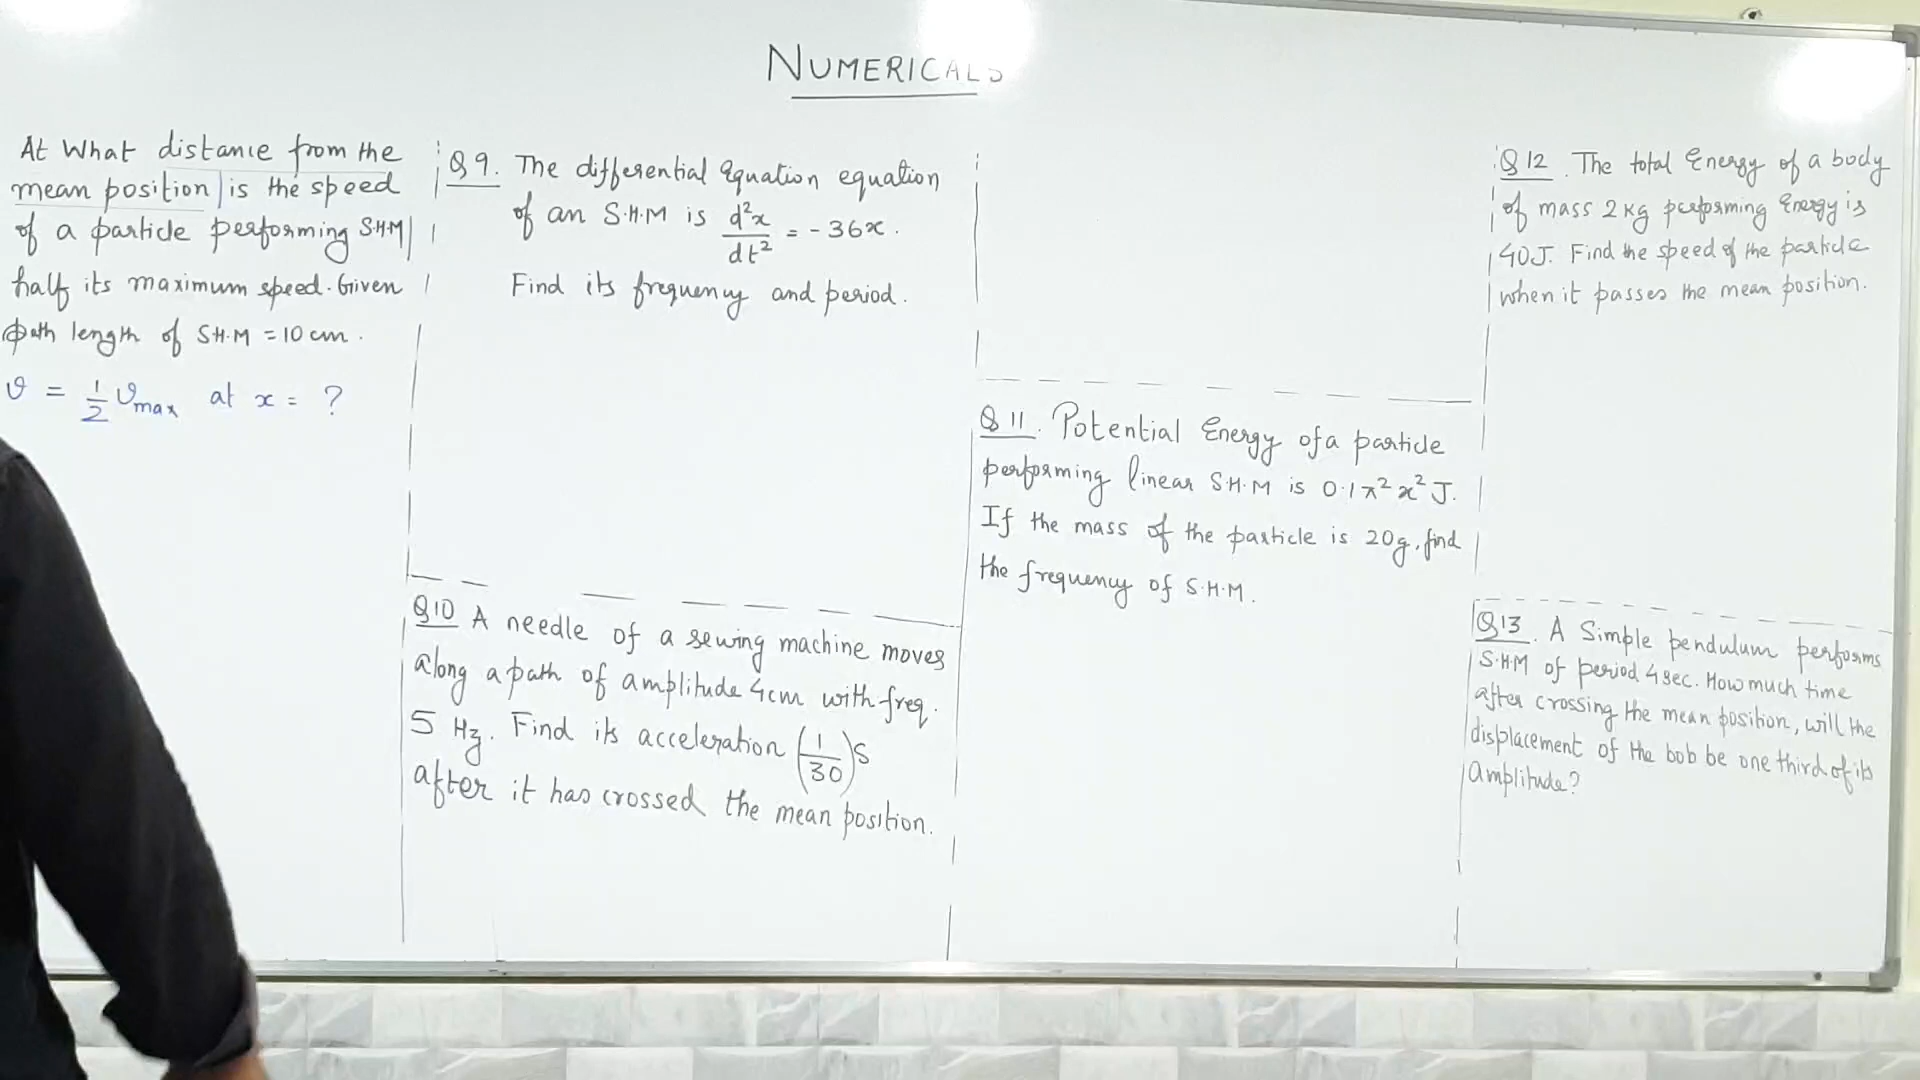 NUMERICALS
At What distance from the
mean position is the speed
of a particle performing S.H.M
half its maximum speed. Given
path length of S.H.M = 10 cm.
v = 1/2 vmax at x = ?
Q 9. The differential Equation equation
of an S.H.M is d²x/dt² = - 36x.
Find its frequency and period.
Q10 A needle of a sewing machine moves
along a path of amplitude 4cm with freq.
5 Hz. Find its acceleration (1/30)s
after it has crossed the mean position.
Q 11. Potential Energy of a particle
performing linear S.H.M is 0.1π²x² J.
If the mass of the particle is 20g, find
the frequency of S.H.M.
Q 12. The total Energy of a body
of mass 2 kg performing Energy is
40J. Find the speed of the particle
when it passes the mean position.
Q13. A Simple pendulum performs
S.H.M of period 4 sec. How much time
after crossing the mean position, will the
displacement of the bob be one third of its
amplitude?